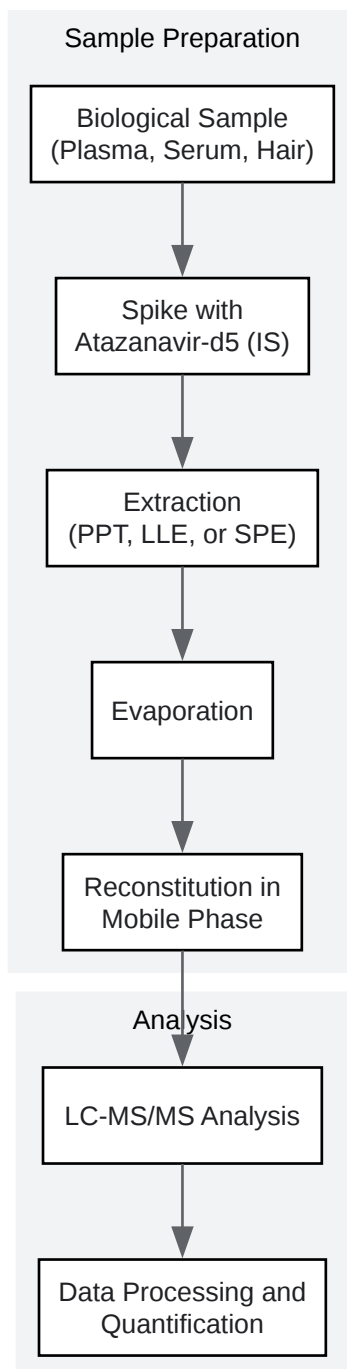 Sample Preparation
Biological Sample
(Plasma, Serum, Hair)
Spike with
Atazanavir-d5 (IS)
Extraction
(PPT, LLE, or SPE)
Evaporation
Reconstitution in
Mobile Phase
Analysis
LC-MS/MS Analysis
Data Processing and
Quantification